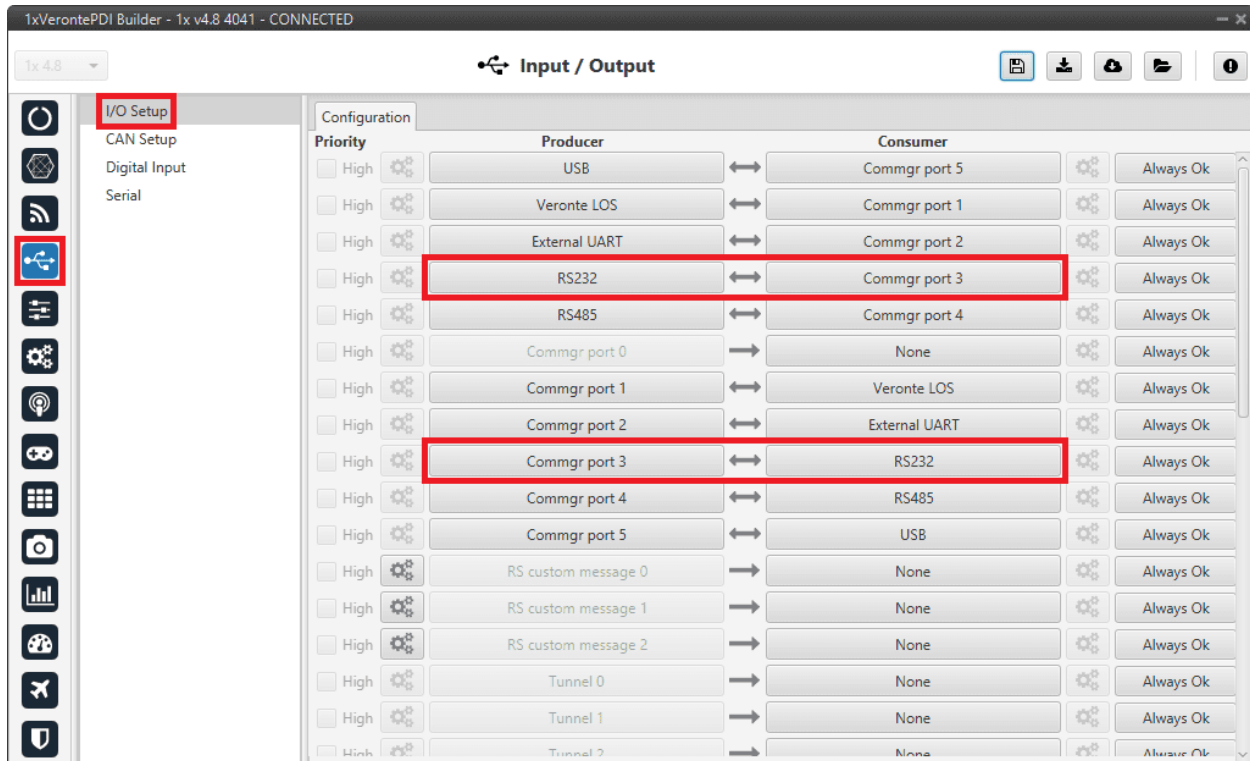 1xVerontePDI Builder - 1x v4.8 4041 - CONNECTED
1x 4.8
Input / Output
I/O Setup
CAN Setup
Digital Input
Serial
Configuration
Priority Producer Consumer
High USB Commgr port 5 Always Ok
High Veronte LOS Commgr port 1 Always Ok
High External UART Commgr port 2 Always Ok
High RS232 Commgr port 3 Always Ok
High RS485 Commgr port 4 Always Ok
High Commgr port 0 None Always Ok
High Commgr port 1 Veronte LOS Always Ok
High Commgr port 2 External UART Always Ok
High Commgr port 3 RS232 Always Ok
High Commgr port 4 RS485 Always Ok
High Commgr port 5 USB Always Ok
High RS custom message 0 None Always Ok
High RS custom message 1 None Always Ok
High RS custom message 2 None Always Ok
High Tunnel 0 None Always Ok
High Tunnel 1 None Always Ok
High Tunnel 2 None Always Ok